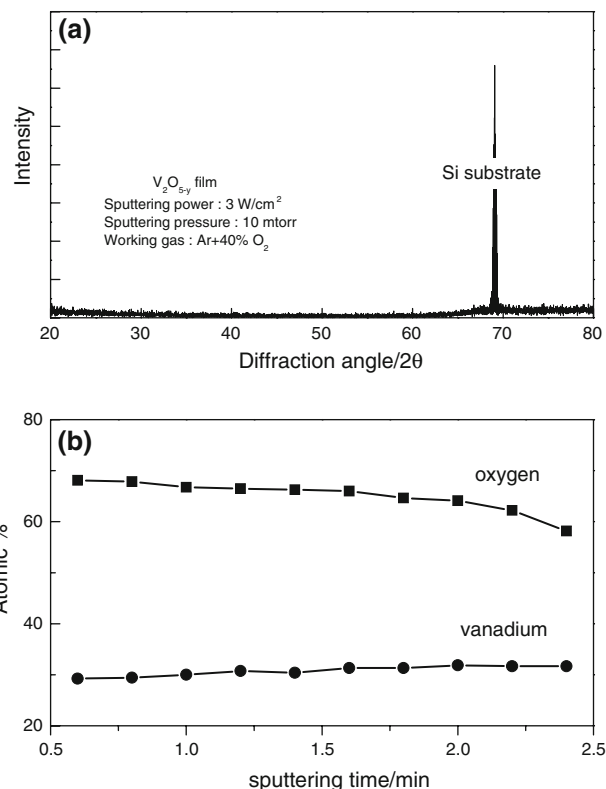 (a)
Intensity
V₂O₅₋y film
Sputtering power : 3 W/cm²
Sputtering pressure : 10 mtorr
Working gas : Ar+40% O₂
Si substrate
20 30 40 50 60 70 80
Diffraction angle/2θ
(b)
80
60
40
20
Atomic %
oxygen
vanadium
0.5 1.0 1.5 2.0 2.5
sputtering time/min